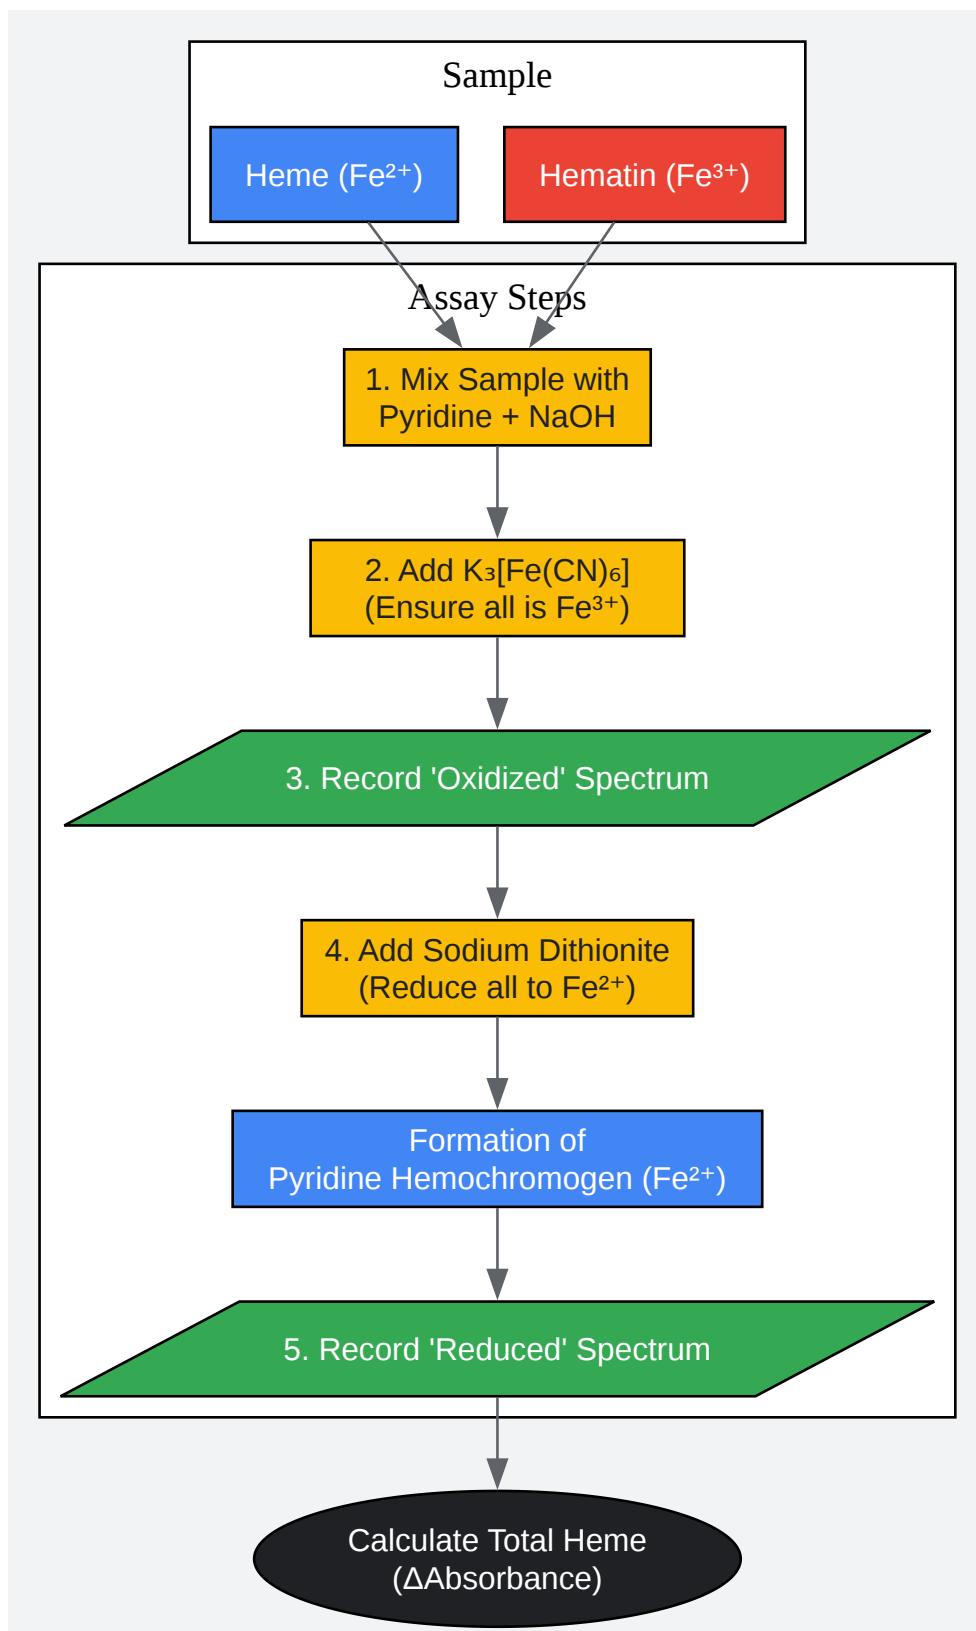 Sample
Heme (Fe²⁺)
Hematin (Fe³⁺)
Assay Steps
1. Mix Sample with
Pyridine + NaOH
2. Add K₃[Fe(CN)₆]
(Ensure all is Fe³⁺)
3. Record 'Oxidized' Spectrum
4. Add Sodium Dithionite
(Reduce all to Fe²⁺)
Formation of
Pyridine Hemochromogen (Fe²⁺)
5. Record 'Reduced' Spectrum
Calculate Total Heme
(ΔAbsorbance)